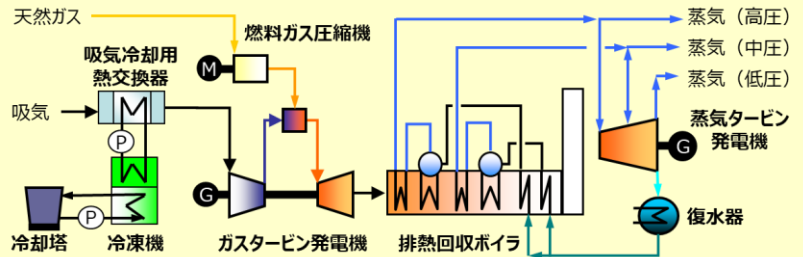 天然ガス
燃料ガス圧縮機
蒸気（高圧）
吸気冷却用
熱交換器
M
蒸気（中圧）
蒸気（低圧）
吸気
蒸気タービン
発電機
P
G
G
P
復水器
冷却塔
冷凍機
ガスタービン発電機
排熱回収ボイラ